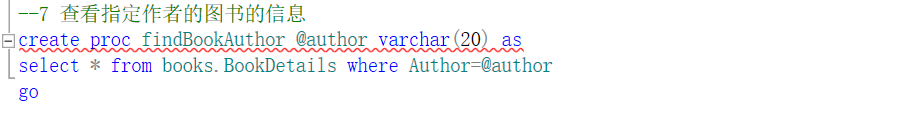 --7 查看指定作者的图书的信息
create proc findBookAuthor @author varchar(20) as
select * from books.BookDetails where Author=@author
go